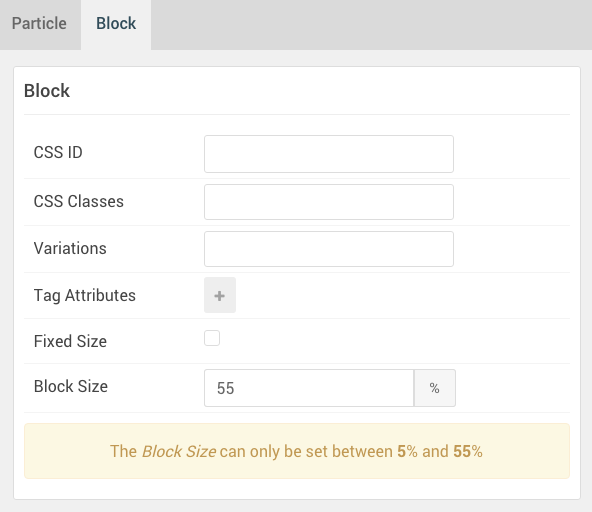 Particle Block
Block
CSS ID
CSS Classes
Variations
Tag Attributes +
Fixed Size
Block Size 55 %
The Block Size can only be set between 5% and 55%